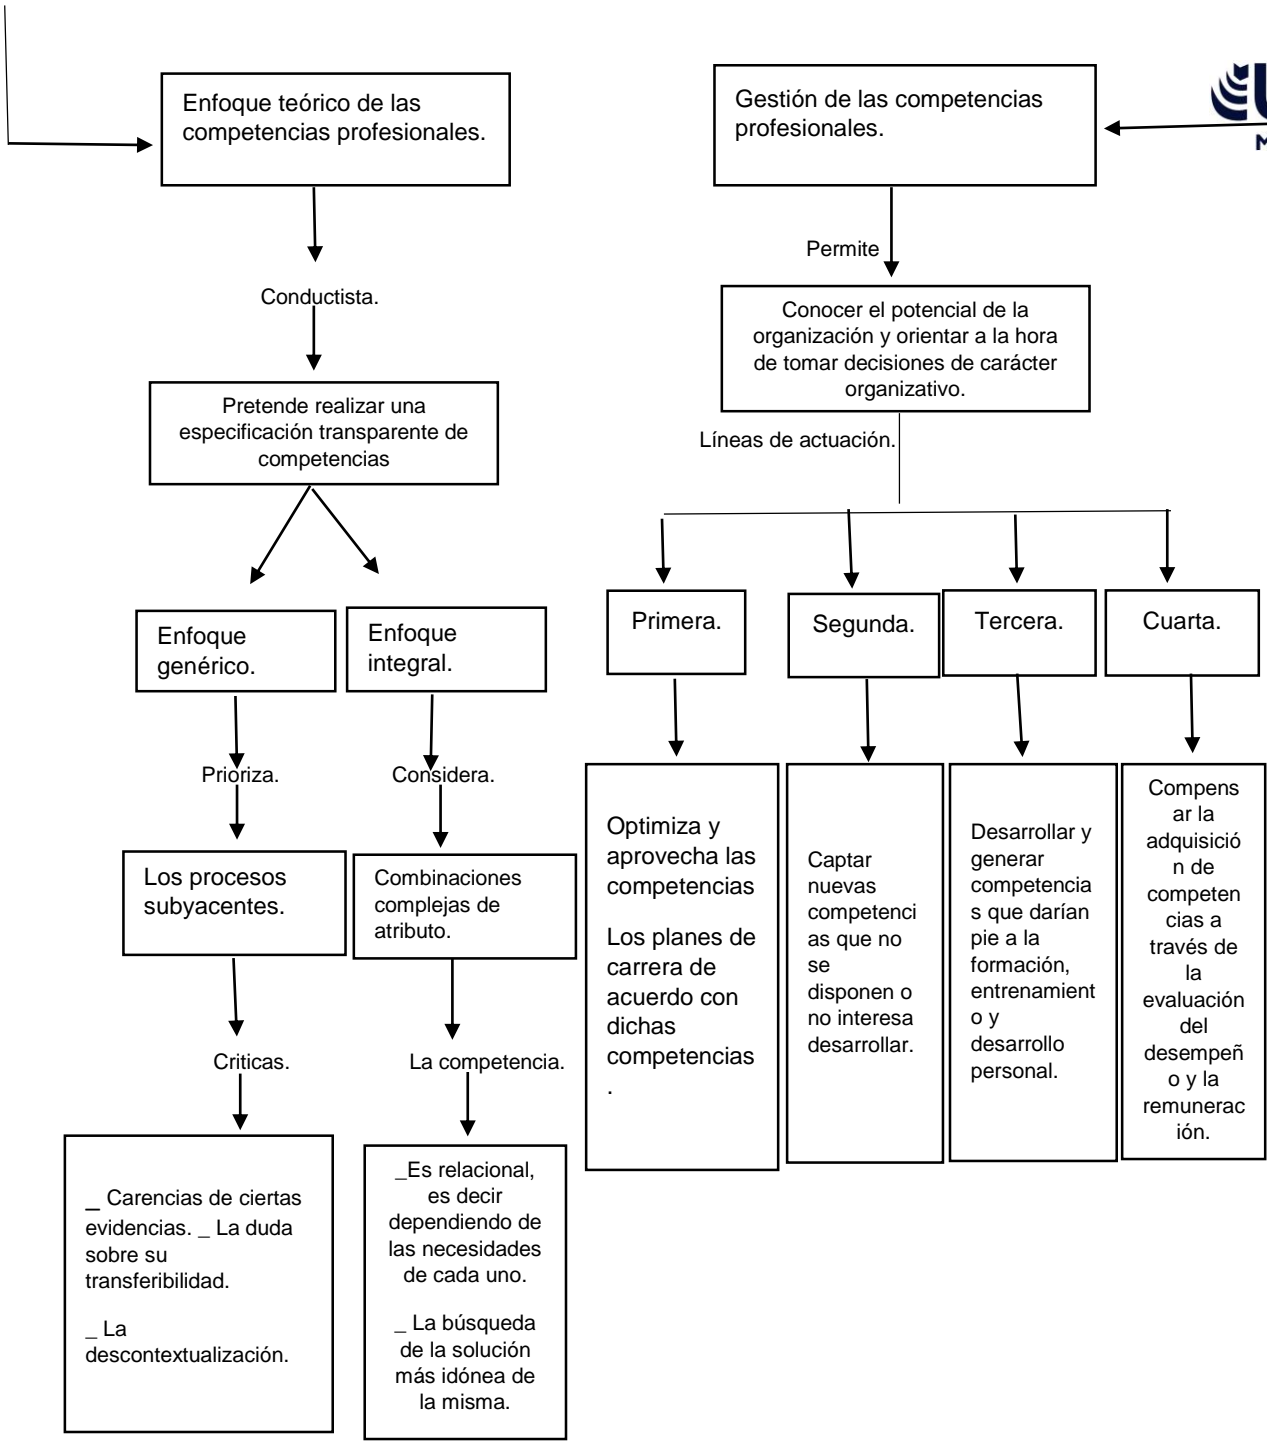 Enfoque teórico de las
competencias profesionales.
Conductista.
Pretende realizar una
especificación transparente de
competencias
Enfoque
genérico.
Enfoque
integral.
Prioriza.
Considera.
Los procesos
subyacentes.
Combinaciones
complejas de
atributo.
Criticas.
La competencia.
_ Carencias de ciertas
evidencias. _ La duda
sobre su
transferibilidad.
_ La
descontextualización.
_Es relacional,
es decir
dependiendo de
las necesidades
de cada uno.
_ La búsqueda
de la solución
más idónea de
la misma.
Gestión de las competencias
profesionales.
Permite
Conocer el potencial de la
organización y orientar a la hora
de tomar decisiones de carácter
organizativo.
Líneas de actuación.
Primera.
Segunda.
Tercera.
Cuarta.
Optimiza y
aprovecha las
competencias
Los planes de
carrera de
acuerdo con
dichas
competencias
.
Captar
nuevas
competenci
as que no
se
disponen o
no interesa
desarrollar.
Desarrollar y
generar
competencia
s que darían
pie a la
formación,
entrenamient
o y
desarrollo
personal.
Compens
ar la
adquisició
n de
competen
cias a
través de
la
evaluación
del
desempeñ
o y la
remunerac
ión.